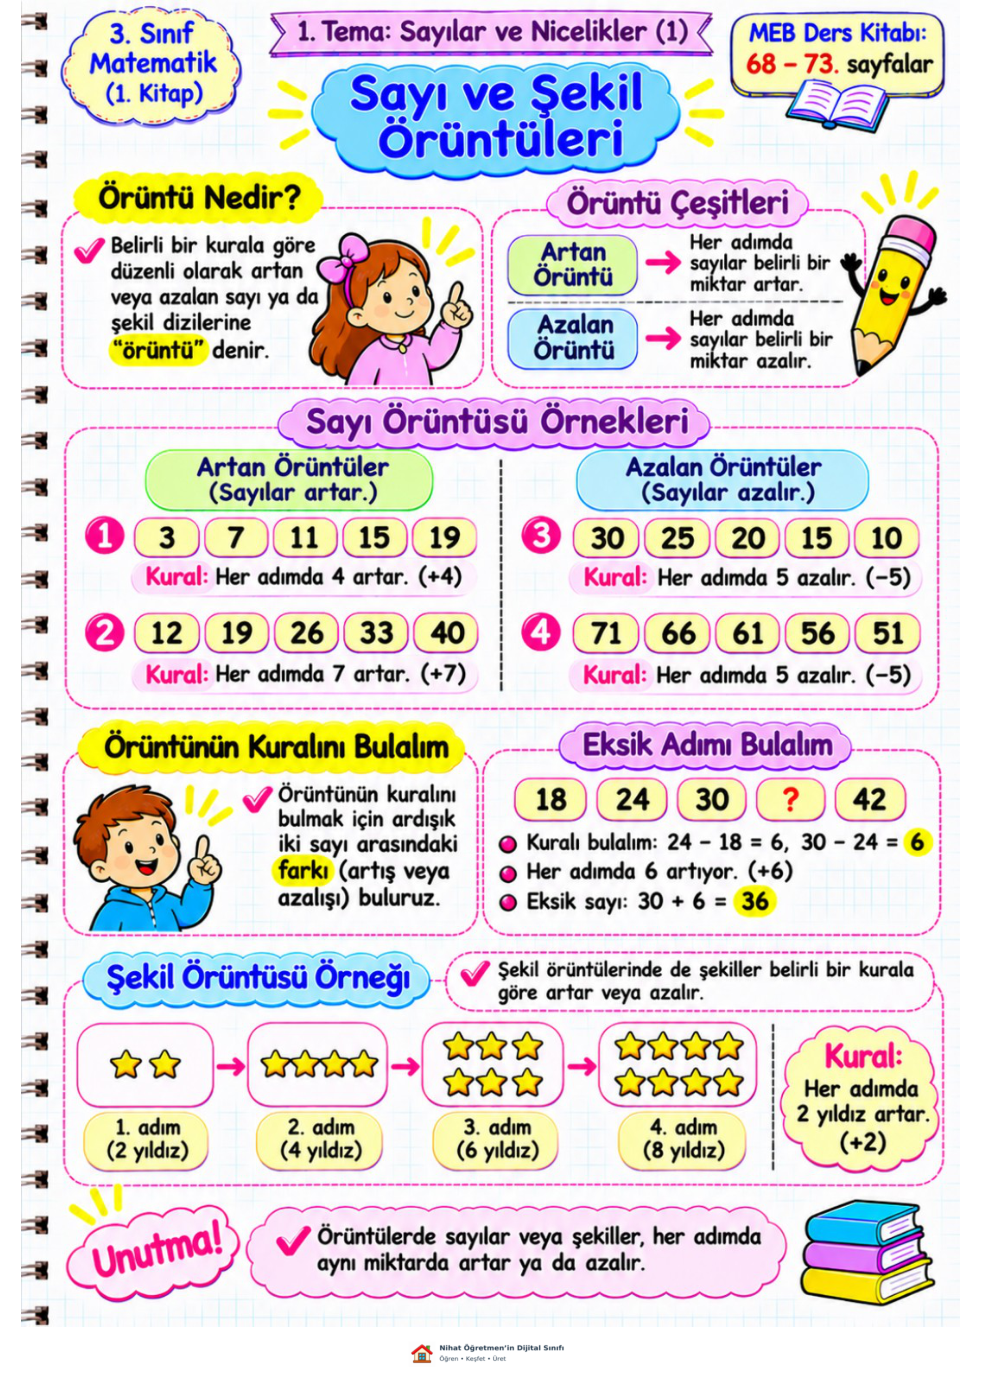 3. Sınıf
Matematik
(1. Kitap)
1. Tema: Sayılar ve Nicelikler (1)
MEB Ders Kitabı:
68 – 73. sayfalar
Sayı ve Şekil
Örüntüleri
Örüntü Nedir?
Belirli bir kurala göre
düzenli olarak artan
veya azalan sayı ya da
şekil dizilerine
“örüntü” denir.
Örüntü Çeşitleri
Artan
Örüntü
Her adımda
sayılar belirli bir
miktar artar.
Azalan
Örüntü
Her adımda
sayılar belirli bir
miktar azalır.
Sayı Örüntüsü Örnekleri
Artan Örüntüler
(Sayılar artar.)
1 3 7 11 15 19
Kural: Her adımda 4 artar. (+4)
2 12 19 26 33 40
Kural: Her adımda 7 artar. (+7)
Azalan Örüntüler
(Sayılar azalır.)
3 30 25 20 15 10
Kural: Her adımda 5 azalır. (–5)
4 71 66 61 56 51
Kural: Her adımda 5 azalır. (–5)
Örüntünün Kuralını Bulalım
Örüntünün kuralını
bulmak için ardışık
iki sayı arasındaki
farkı (artış veya
azalışı) buluruz.
Eksik Adımı Bulalım
18 24 30 ? 42
Kuralı bulalım: 24 – 18 = 6, 30 – 24 = 6
Her adımda 6 artıyor. (+6)
Eksik sayı: 30 + 6 = 36
Şekil Örüntüsü Örneği
Şekil örüntülerinde de şekiller belirli bir kurala
göre artar veya azalır.
1. adım
(2 yıldız)
2. adım
(4 yıldız)
3. adım
(6 yıldız)
4. adım
(8 yıldız)
Kural:
Her adımda
2 yıldız artar.
(+2)
Unutma!
Örüntülerde sayılar veya şekiller, her adımda
aynı miktarda artar ya da azalır.
Nihat Öğretmen’in Dijital Sınıfı
Öğren • Keşfet • Üret